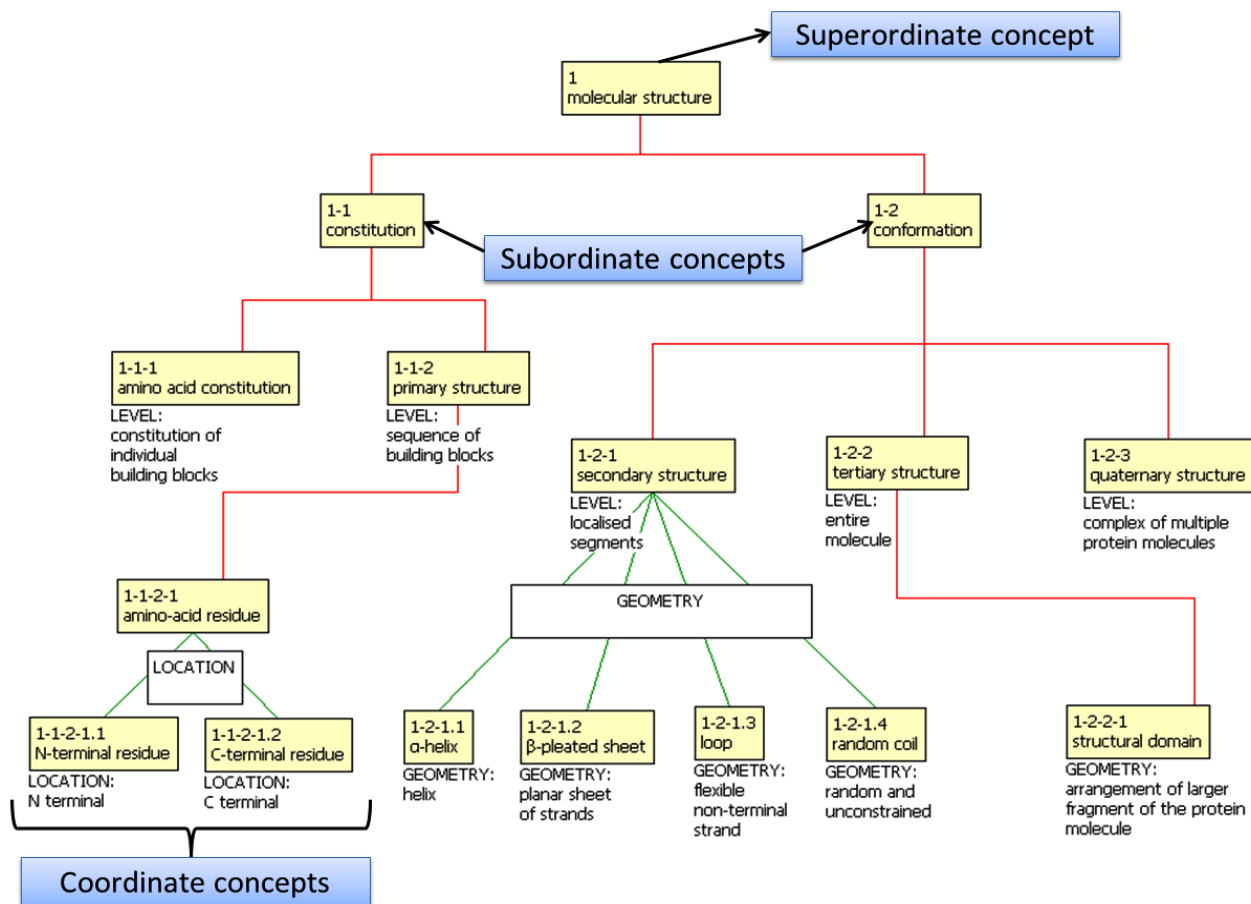 Superordinate concept
1
molecular structure
1-1
constitution
1-2
conformation
Subordinate concepts
1-1-1
amino acid constitution
LEVEL:
constitution of
individual
building blocks
1-1-2
primary structure
LEVEL:
sequence of
building blocks
1-2-1
secondary structure
LEVEL:
localised
segments
1-2-2
tertiary structure
LEVEL:
entire
molecule
1-2-3
quaternary structure
LEVEL:
complex of multiple
protein molecules
1-1-2-1
amino-acid residue
LOCATION
GEOMETRY
1-1-2-1.1
N-terminal residue
LOCATION:
N terminal
1-1-2-1.2
C-terminal residue
LOCATION:
C terminal
1-2-1.1
α-helix
GEOMETRY:
helix
1-2-1.2
β-pleated sheet
GEOMETRY:
planar sheet
of strands
1-2-1.3
loop
GEOMETRY:
flexible
non-terminal
strand
1-2-1.4
random coil
GEOMETRY:
random and
unconstrained
1-2-2-1
structural domain
GEOMETRY:
arrangement of larger
fragment of the protein
molecule
Coordinate concepts